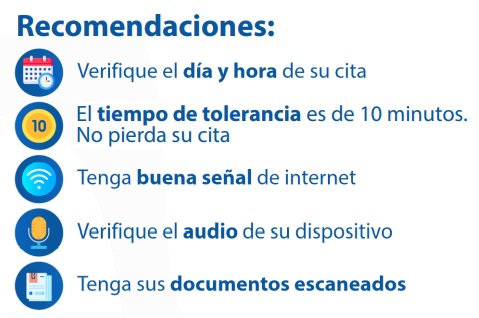 Recomendaciones:
Verifique el día y hora de su cita
10
El tiempo de tolerancia es de 10 minutos.
No pierda su cita
Tenga buena señal de internet
Verifique el audio de su dispositivo
Tenga sus documentos escaneados